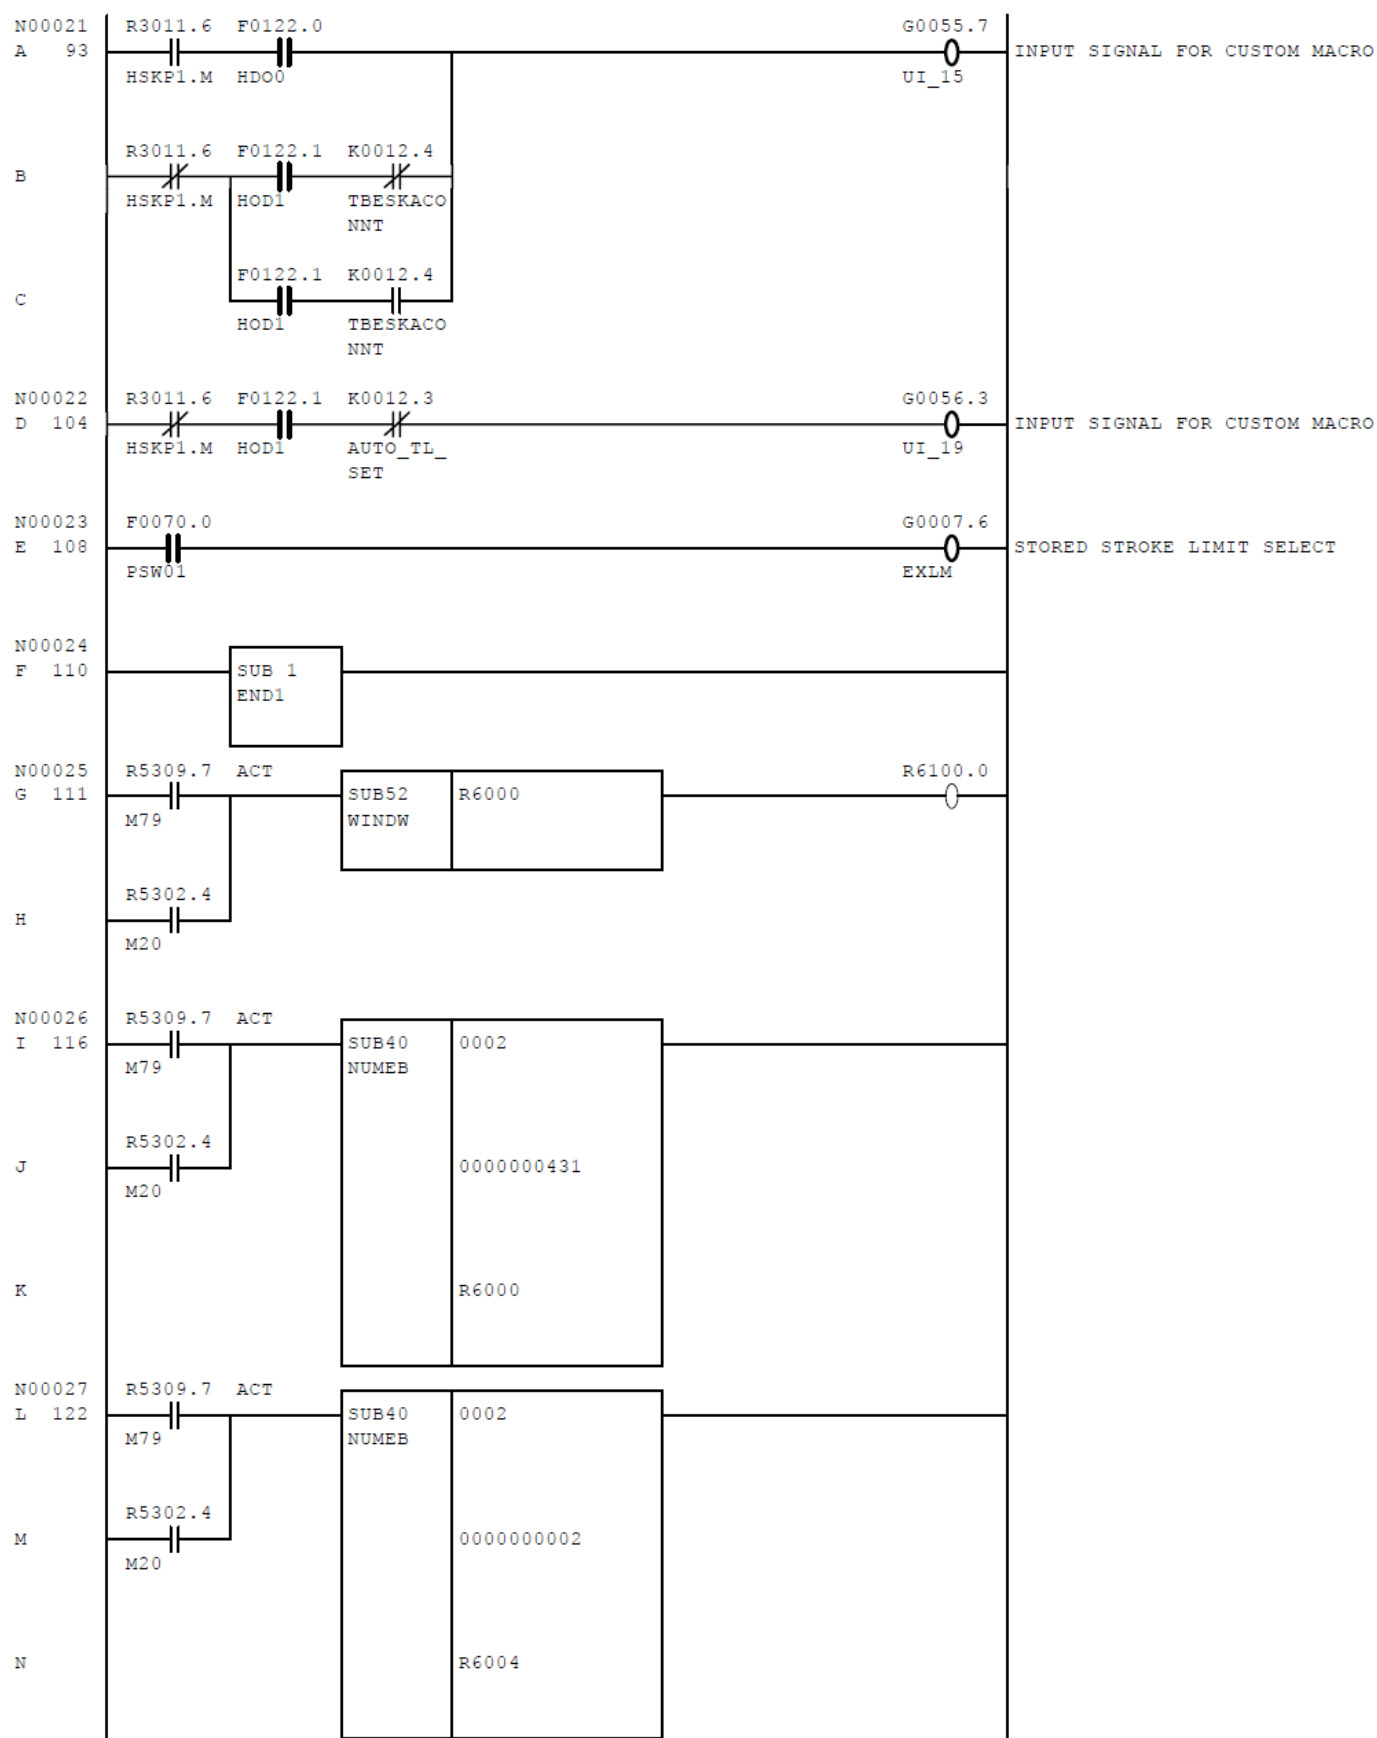 N00021 R3011.6 F0122.0 G0055.7
A 93 INPUT SIGNAL FOR CUSTOM MACRO
HSKP1.M HDO0 UI_15
R3011.6 F0122.1 K0012.4
B
HSKP1.M HOD1 TBESKACO
NNT
F0122.1 K0012.4
C
HOD1 TBESKACO
NNT
N00022 R3011.6 F0122.1 K0012.3 G0056.3
D 104 INPUT SIGNAL FOR CUSTOM MACRO
HSKP1.M HOD1 AUTO_TL_ UI_19
SET
N00023 F0070.0 G0007.6
E 108 STORED STROKE LIMIT SELECT
PSW01 EXLM
N00024
F 110 SUB 1
END1
N00025 R5309.7 ACT R6100.0
G 111 SUB52 R6000
M79 WINDW
R5302.4
H
M20
N00026 R5309.7 ACT
I 116 SUB40 0002
M79 NUMEB
R5302.4
J 0000000431
M20
K R6000
N00027 R5309.7 ACT
L 122 SUB40 0002
M79 NUMEB
R5302.4
M 0000000002
M20
N R6004